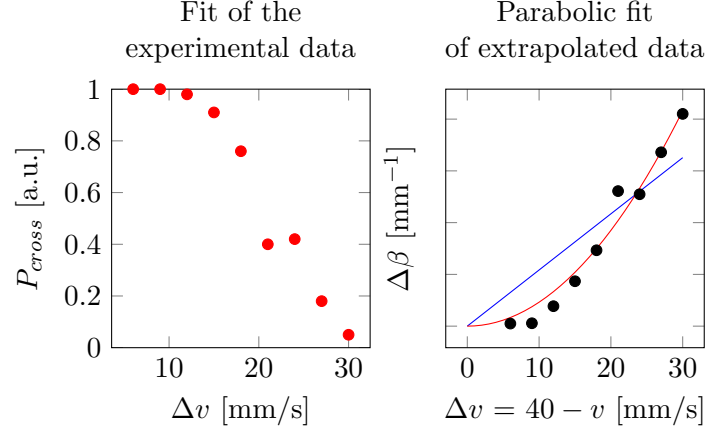 Fit of the
experimental data
1
0.8
0.6
0.4
0.2
0
10
20
30
P_cross [a.u.]
Δv [mm/s]
Parabolic fit
of extrapolated data
Δβ [mm⁻¹]
0
10
20
30
Δv = 40 − v [mm/s]